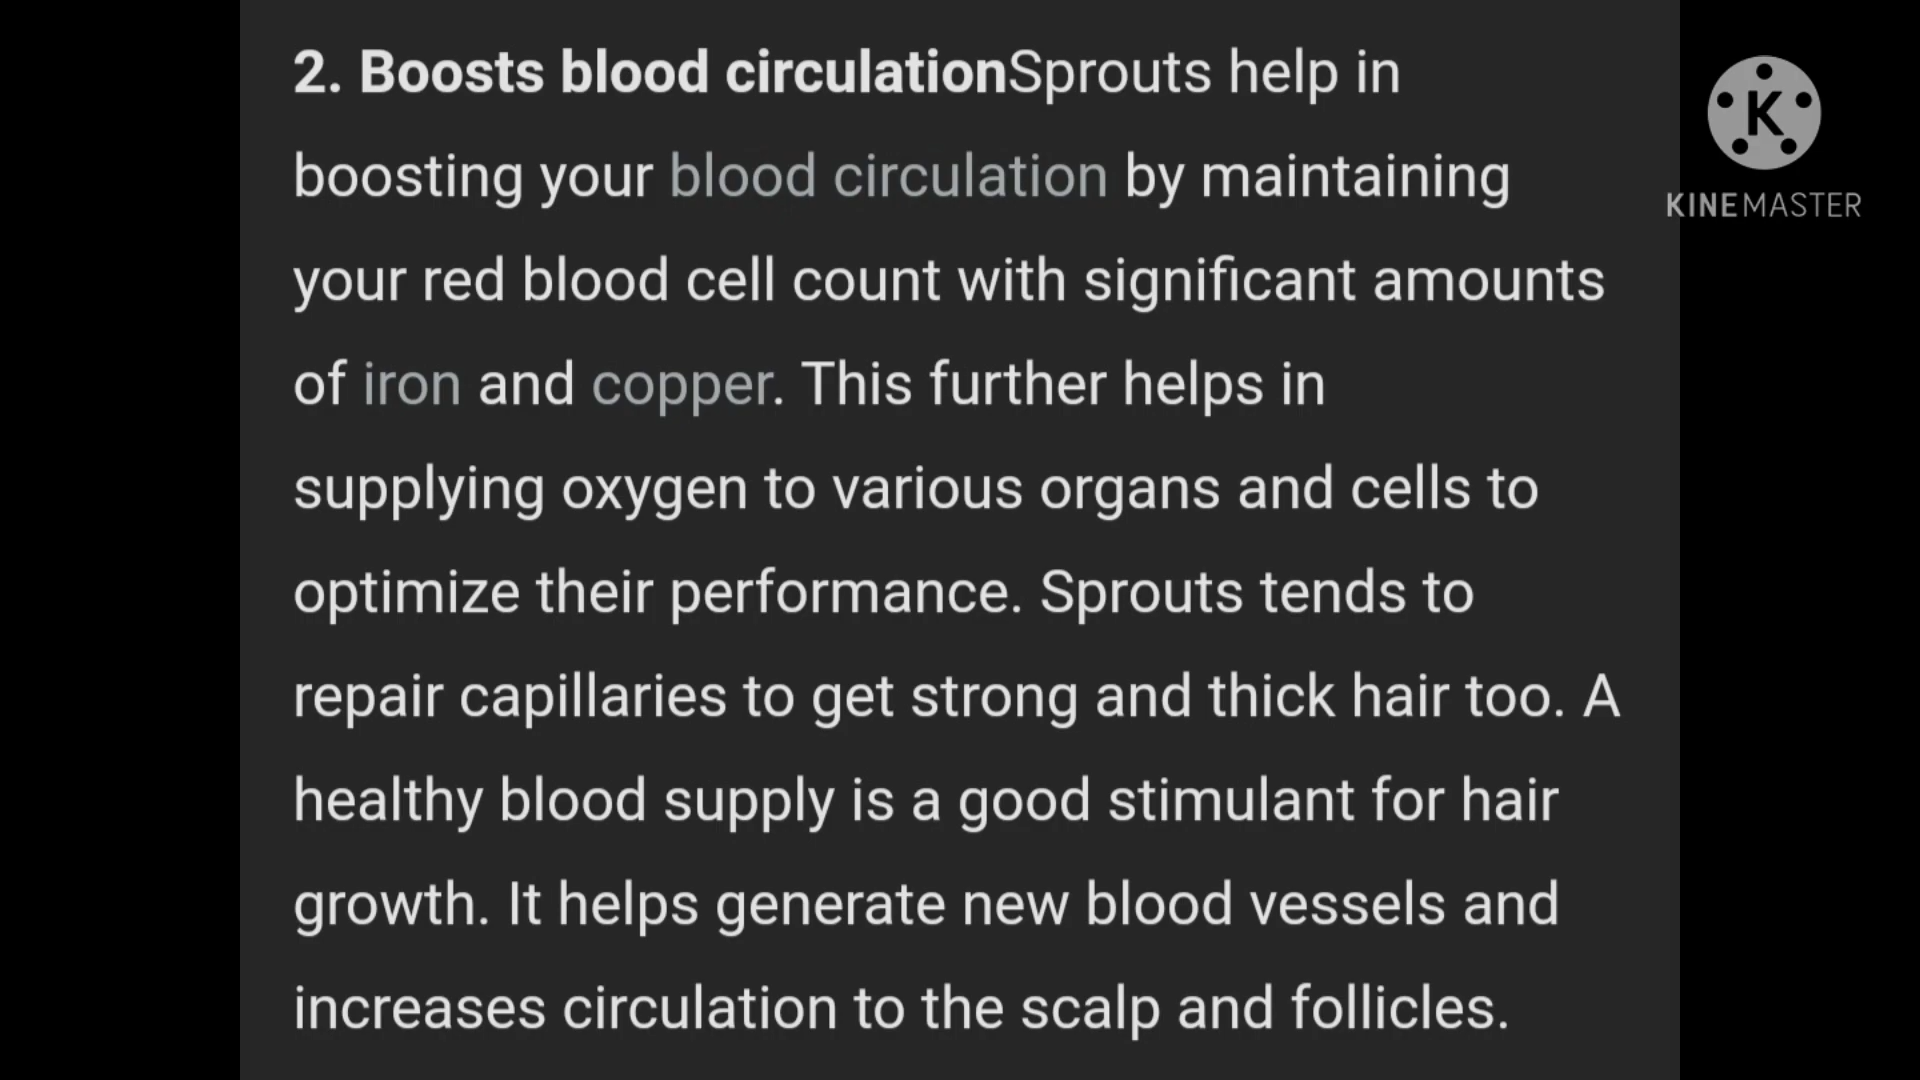 2. Boosts blood circulationSprouts help in
boosting your blood circulation by maintaining
your red blood cell count with significant amounts
of iron and copper. This further helps in
supplying oxygen to various organs and cells to
optimize their performance. Sprouts tends to
repair capillaries to get strong and thick hair too. A
healthy blood supply is a good stimulant for hair
growth. It helps generate new blood vessels and
increases circulation to the scalp and follicles.
K
KINEMASTER